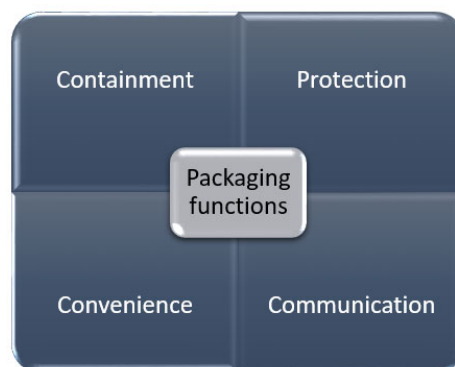 Containment
Protection
Packaging
functions
Convenience
Communication